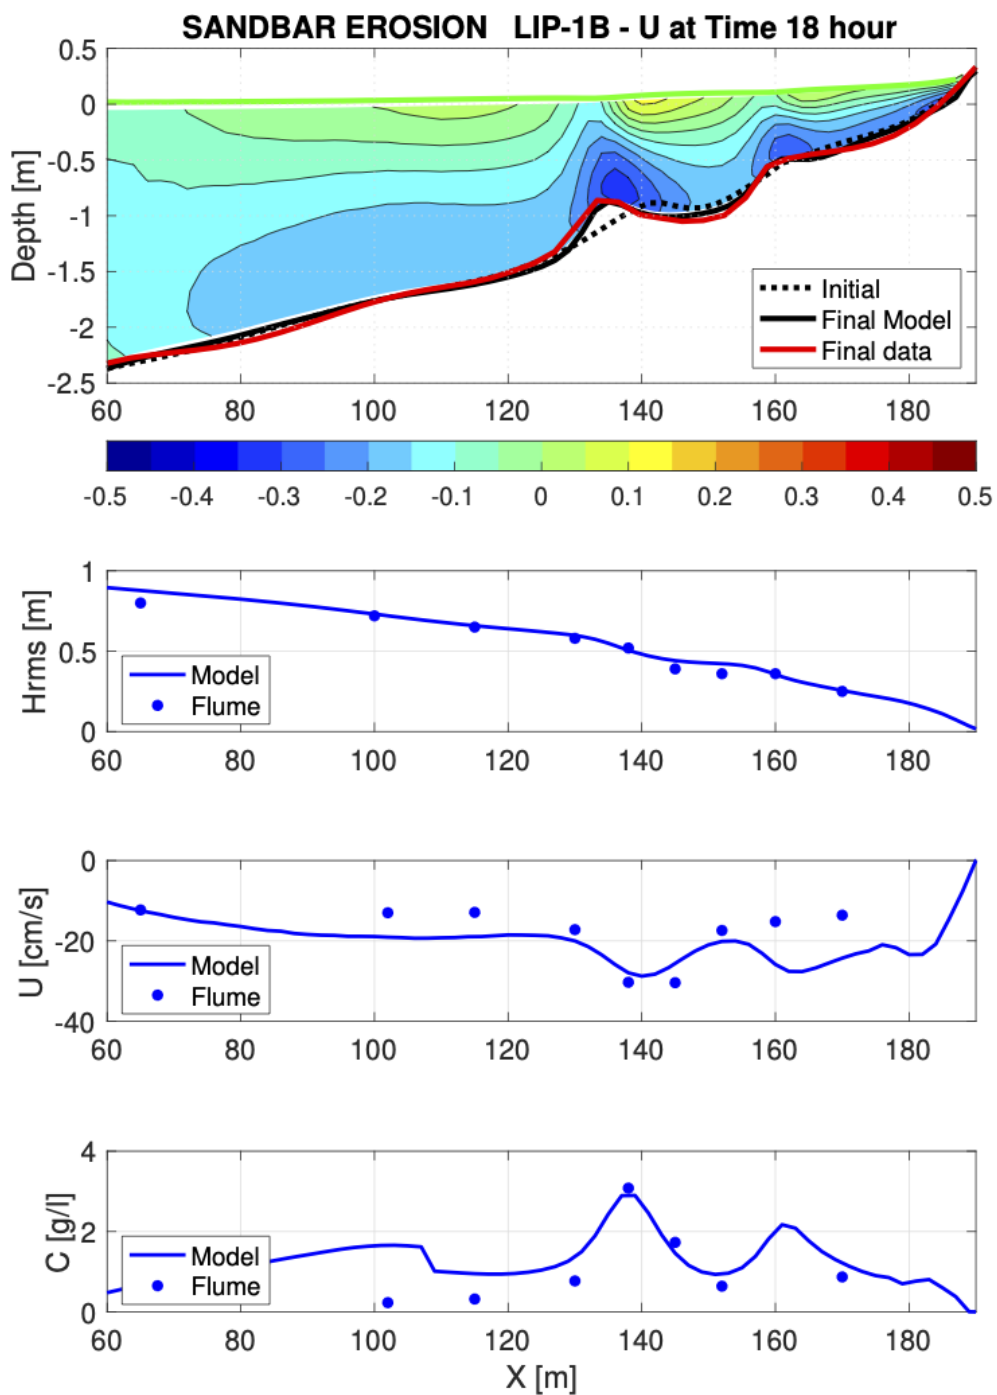 SANDBAR EROSION LIP-1B - U at Time 18 hour
0.5
0
-0.5
-1
-1.5
-2
-2.5
Depth [m]
Initial
Final Model
Final data
60 80 100 120 140 160 180
-0.5 -0.4 -0.3 -0.2 -0.1 0 0.1 0.2 0.3 0.4 0.5
1
0.5
0
Hrms [m]
Model
Flume
60 80 100 120 140 160 180
0
-20
-40
U [cm/s]
Model
Flume
60 80 100 120 140 160 180
4
2
0
C [g/l]
Model
Flume
60 80 100 120 140 160 180
X [m]